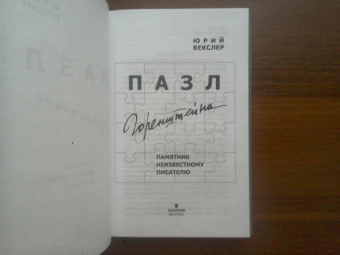 ЮРИЙ
ВЕКСЛЕР
ПАЗЛ
Горенштейна
ПАМЯТНИК
НЕИЗВЕСТНОМУ
ПИСАТЕЛЮ